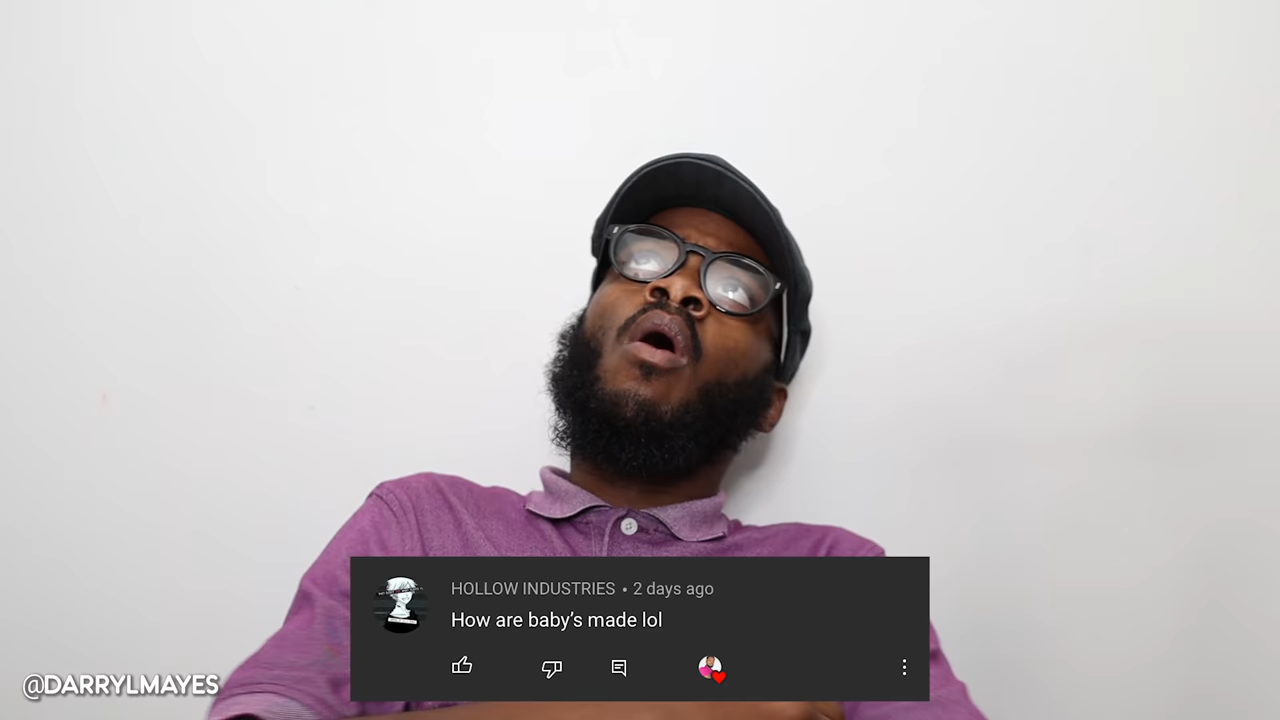 HOLLOW INDUSTRIES • 2 days ago
How are baby’s made lol
@DARRYLMAYES